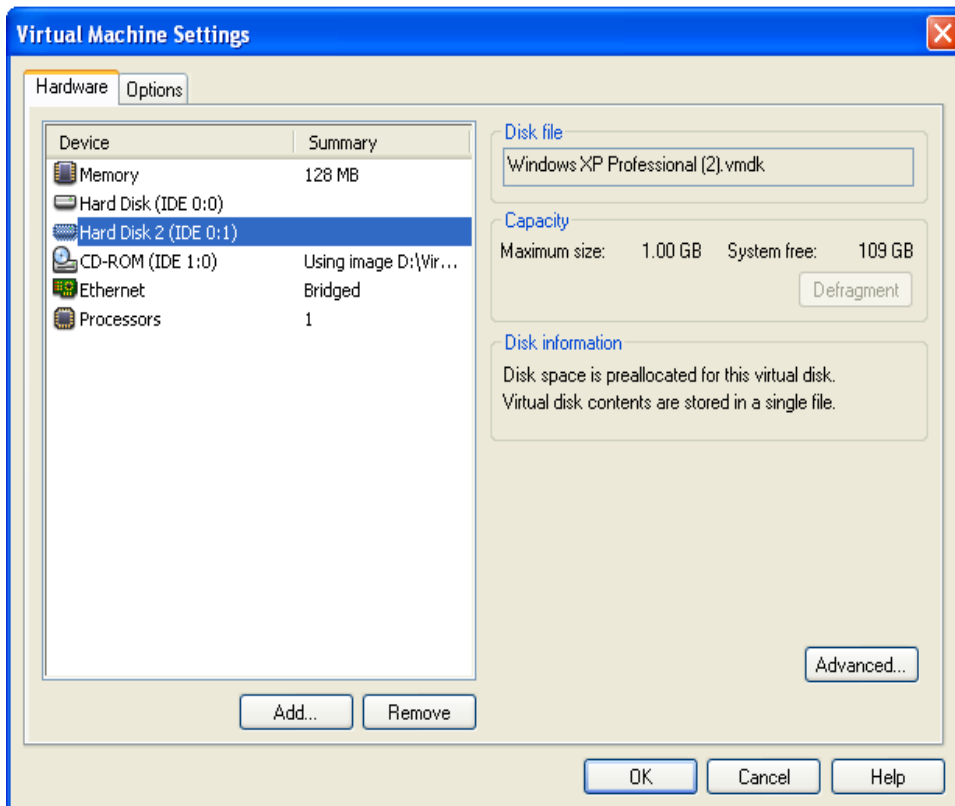 Virtual Machine Settings
Hardware Options
Device Summary
Memory 128 MB
Hard Disk (IDE 0:0)
Hard Disk 2 (IDE 0:1)
CD-ROM (IDE 1:0) Using image D:\Vir...
Ethernet Bridged
Processors 1
Add... Remove
Disk file
Windows XP Professional (2).vmdk
Capacity
Maximum size: 1.00 GB System free: 109 GB
Defragment
Disk information
Disk space is preallocated for this virtual disk.
Virtual disk contents are stored in a single file.
Advanced...
OK Cancel Help